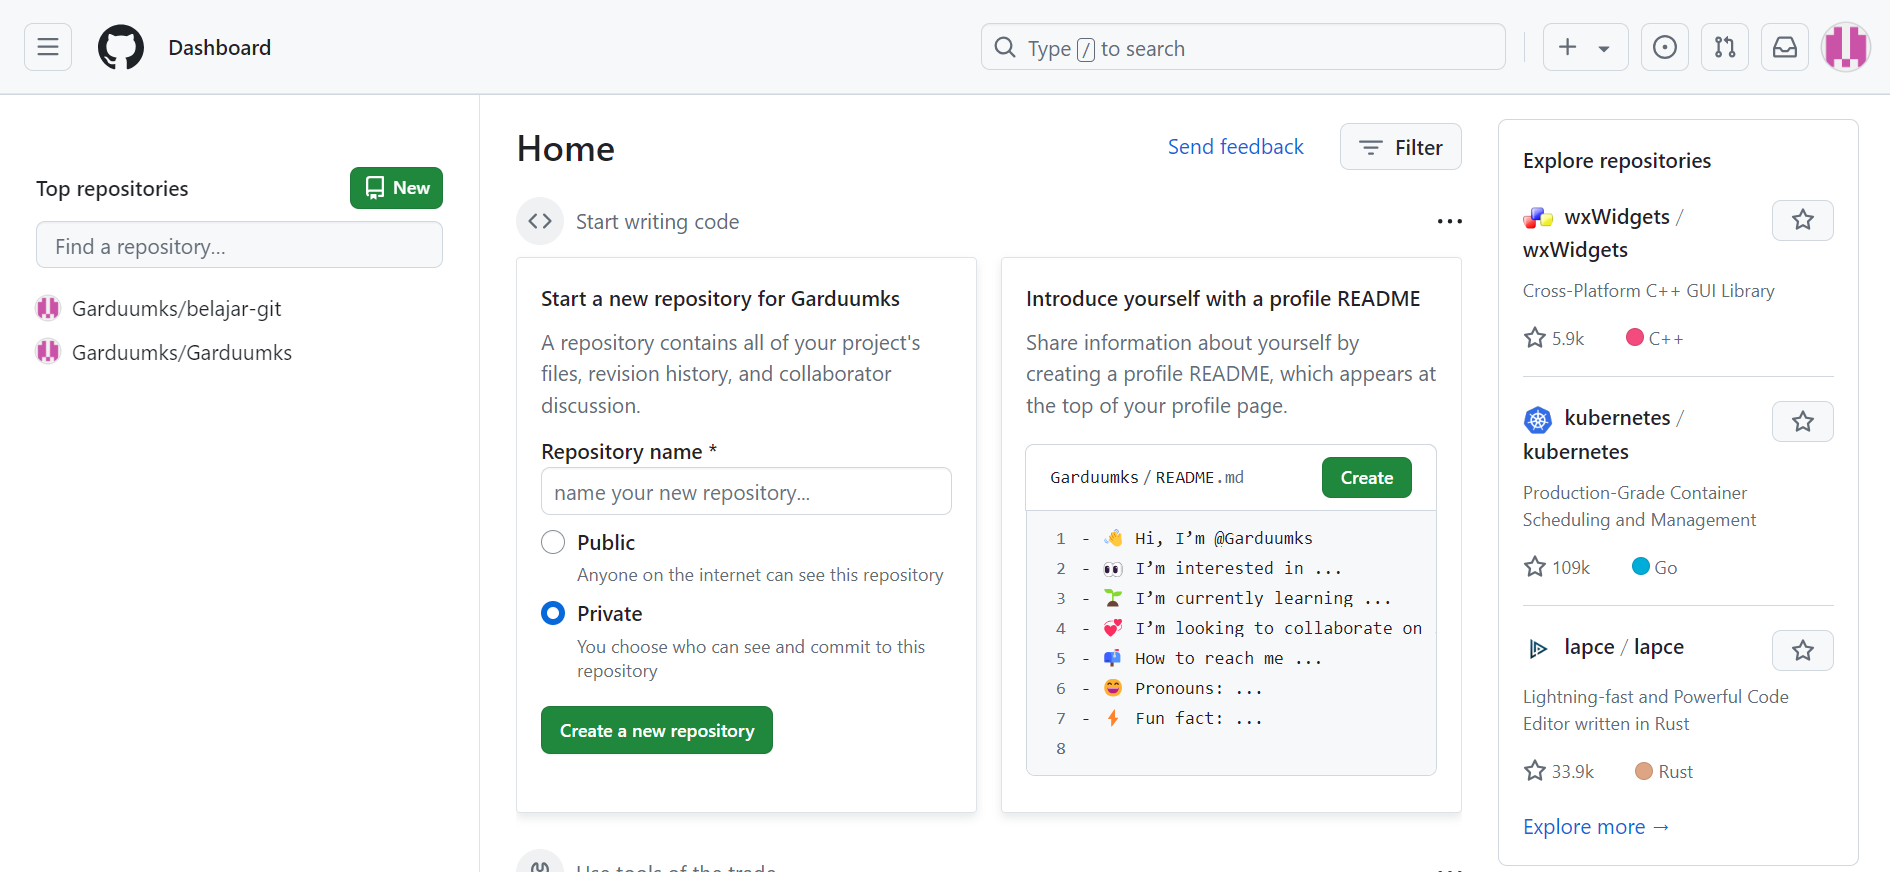 Dashboard
Type / to search
Top repositories
New
Find a repository...
Garduumks/belajar-git
Garduumks/Garduumks
Home
Send feedback
Filter
Start writing code
Start a new repository for Garduumks
A repository contains all of your project's
files, revision history, and collaborator
discussion.
Repository name *
name your new repository...
Public
Anyone on the internet can see this repository
Private
You choose who can see and commit to this
repository
Create a new repository
Introduce yourself with a profile README
Share information about yourself by
creating a profile README, which appears at
the top of your profile page.
Garduumks / README.md
Create
1 - 👋 Hi, I’m @Garduumks
2 - 👀 I’m interested in ...
3 - 🌱 I’m currently learning ...
4 - 💞️ I’m looking to collaborate on
5 - 📫 How to reach me ...
6 - 😄 Pronouns: ...
7 - ⚡ Fun fact: ...
8
Use tools of the trade
Explore repositories
wxWidgets /
wxWidgets
Cross-Platform C++ GUI Library
5.9k
C++
kubernetes /
kubernetes
Production-Grade Container
Scheduling and Management
109k
Go
lapce / lapce
Lightning-fast and Powerful Code
Editor written in Rust
33.9k
Rust
Explore more →